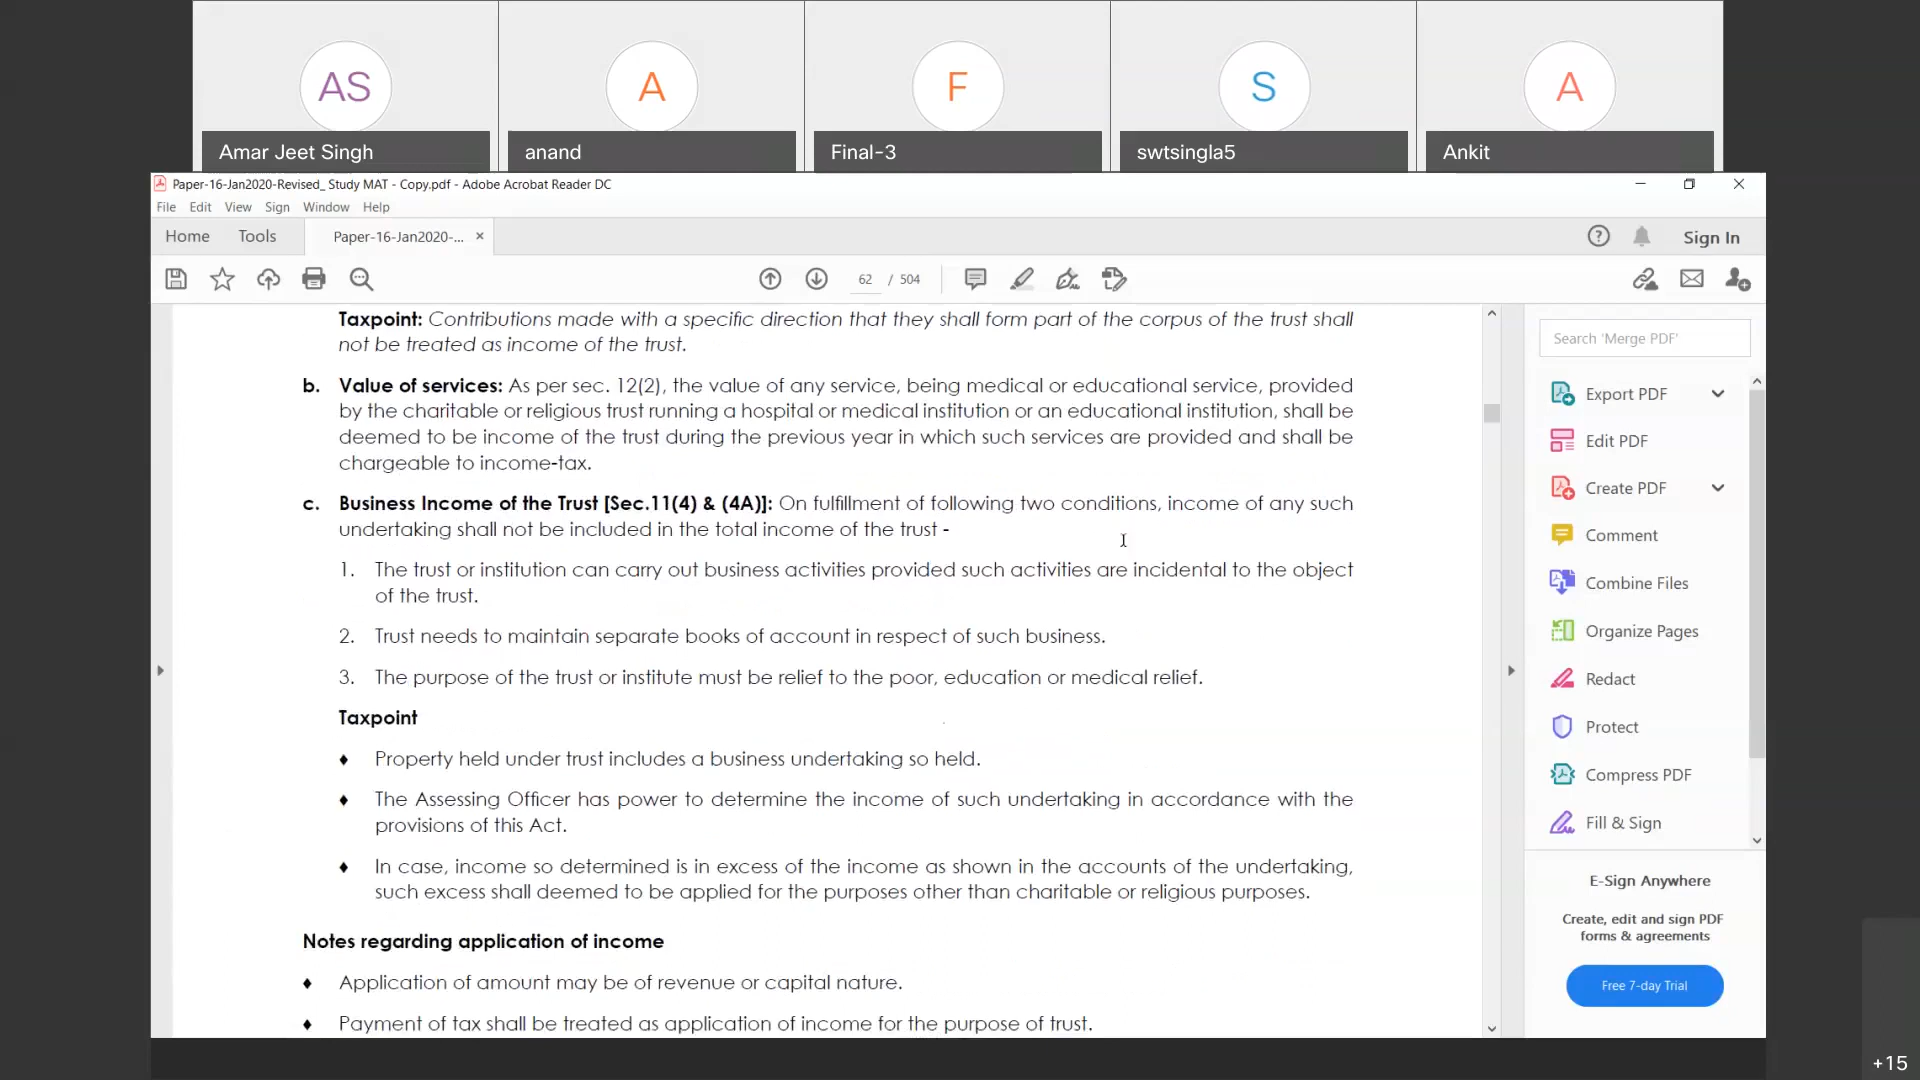 AS A F S A
Amar Jeet Singh anand Final-3 swtsingla5 Ankit
Paper-16-Jan2020-Revised_ Study MAT - Copy.pdf - Adobe Acrobat Reader DC
File Edit View Sign Window Help
Home Tools Paper-16-Jan2020-... × Sign In
62 / 504
Taxpoint: Contributions made with a specific direction that they shall form part of the corpus of the trust shall
not be treated as income of the trust.
b. Value of services: As per sec. 12(2), the value of any service, being medical or educational service, provided
by the charitable or religious trust running a hospital or medical institution or an educational institution, shall be
deemed to be income of the trust during the previous year in which such services are provided and shall be
chargeable to income-tax.
c. Business Income of the Trust [Sec.11(4) & (4A)]: On fulfillment of following two conditions, income of any such
undertaking shall not be included in the total income of the trust -
1. The trust or institution can carry out business activities provided such activities are incidental to the object
of the trust.
2. Trust needs to maintain separate books of account in respect of such business.
3. The purpose of the trust or institute must be relief to the poor, education or medical relief.
Taxpoint
♦ Property held under trust includes a business undertaking so held.
♦ The Assessing Officer has power to determine the income of such undertaking in accordance with the
provisions of this Act.
♦ In case, income so determined is in excess of the income as shown in the accounts of the undertaking,
such excess shall deemed to be applied for the purposes other than charitable or religious purposes.
Notes regarding application of income
♦ Application of amount may be of revenue or capital nature.
♦ Payment of tax shall be treated as application of income for the purpose of trust.
Search 'Merge PDF'
Export PDF
Edit PDF
Create PDF
Comment
Combine Files
Organize Pages
Redact
Protect
Compress PDF
Fill & Sign
E-Sign Anywhere
Create, edit and sign PDF
forms & agreements
Free 7-day Trial
+15